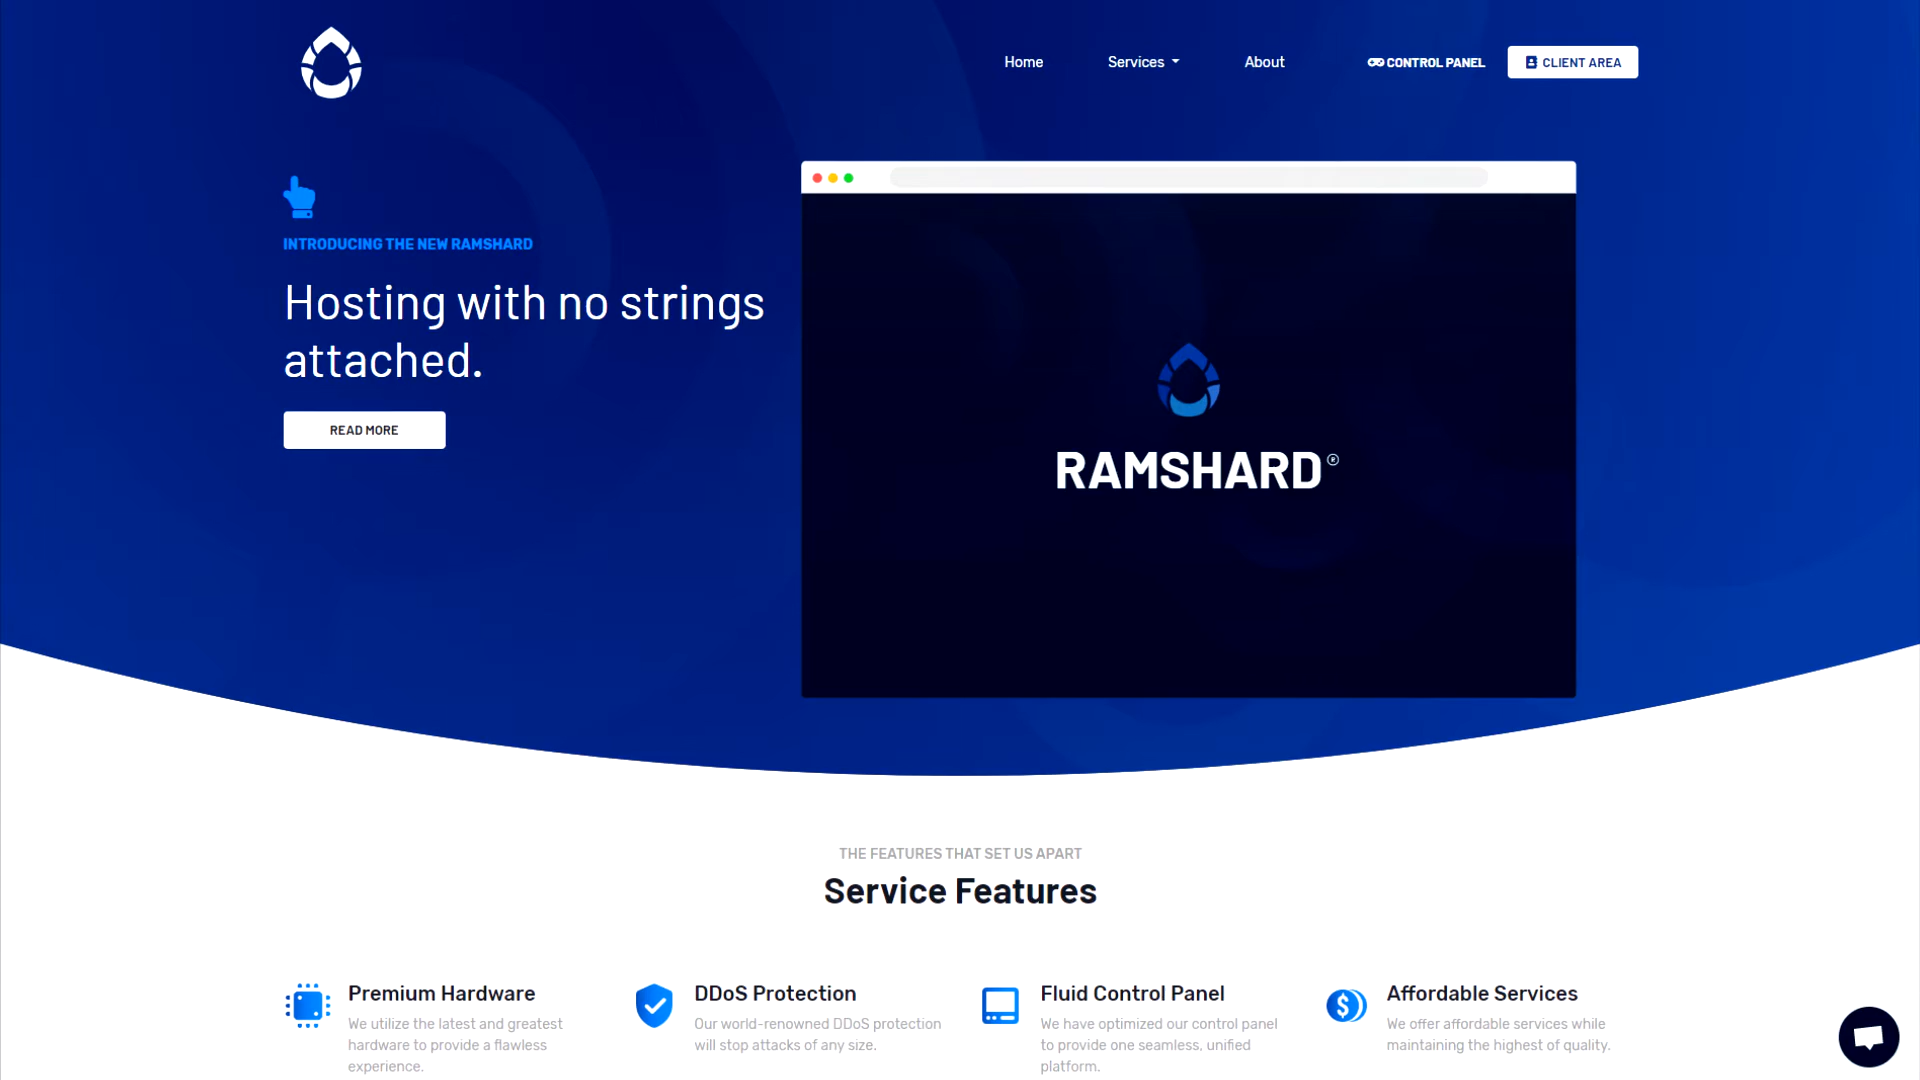 Home
Services
About
CONTROL PANEL
CLIENT AREA
INTRODUCING THE NEW RAMSHARD
Hosting with no strings
attached.
READ MORE
RAMSHARD®
THE FEATURES THAT SET US APART
Service Features
Premium Hardware
We utilize the latest and greatest
hardware to provide a flawless
experience.
DDoS Protection
Our world-renowned DDoS protection
will stop attacks of any size.
Fluid Control Panel
We have optimized our control panel
to provide one seamless, unified
platform.
Affordable Services
We offer affordable services while
maintaining the highest of quality.